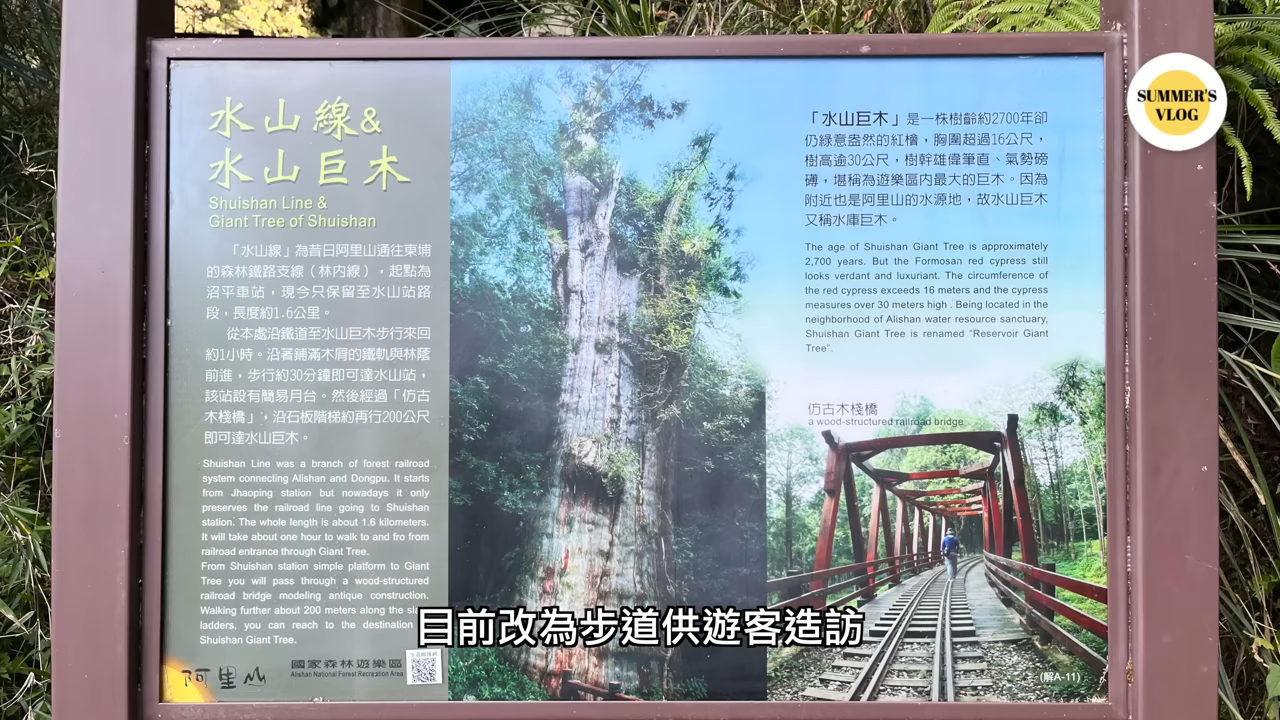 水山線&
水山巨木
Shuishan Line &
Giant Tree of Shuishan
「水山線」為昔日阿里山通往東埔
的森林鐵路支線（林內線），起點為
沼平車站，現今只保留至水山站路
段，長度約1.6公里。
從本處沿鐵道至水山巨木步行來回
約1小時。沿著鋪滿木屑的鐵軌與林蔭
前進，步行約30分鐘即可達水山站，
該站設有簡易月台。然後經過「仿古
木棧橋」，沿石板階梯約再行200公尺
即可達水山巨木。
Shuishan Line was a branch of forest railroad
system connecting Alishan and Dongpu. It starts
from Jhaoping station but nowadays it only
preserves the railroad line going to Shuishan
station. The whole length is about 1.6 kilometers.
It will take about one hour to walk to and fro from
railroad entrance through Giant Tree.
From Shuishan station simple platform to Giant
Tree you will pass through a wood-structured
railroad bridge modeling antique construction.
Walking further about 200 meters along the
ladders, you can reach to the destination
Shuishan Giant Tree.
阿里山
國家森林遊樂區
Alishan National Forest Recreation Area
「水山巨木」是一株樹齡約2700年卻
仍綠意盎然的紅檜，胸圍超過16公尺，
樹高逾30公尺，樹幹雄偉筆直、氣勢磅
礡，堪稱為遊樂區內最大的巨木。因為
附近也是阿里山的水源地，故水山巨木
又稱水庫巨木。
The age of Shuishan Giant Tree is approximately
2,700 years. But the Formosan red cypress still
looks verdant and luxuriant. The circumference of
the red cypress exceeds 16 meters and the cypress
measures over 30 meters high . Being located in the
neighborhood of Alishan water resource sanctuary,
Shuishan Giant Tree is renamed “Reservoir Giant
Tree”.
仿古木棧橋
a wood-structured railroad bridge
(解A-11)
SUMMER'S
VLOG
目前改為步道供遊客造訪